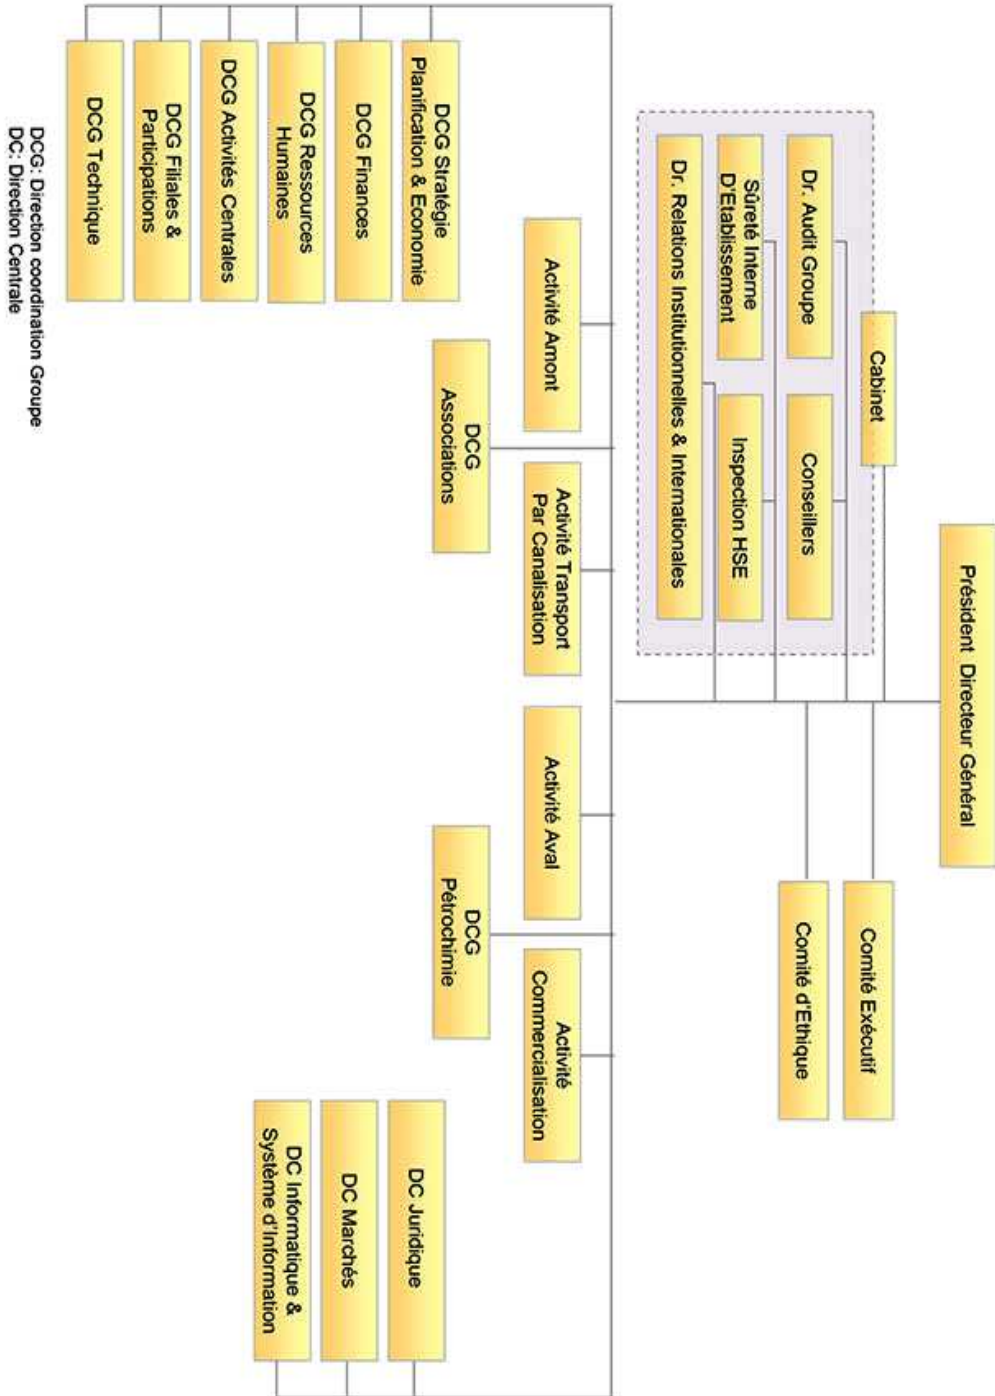 Président Directeur Général
Cabinet
Comité Exécutif
Dr. Audit Groupe
Conseillers
Comité d'Ethique
Sûreté Interne
D'Etablissement
Inspection HSE
Dr. Relations Institutionnelles & Internationales
Activité Amont
Activité Transport
Par Canalisation
Activité Aval
Activité
Commercialisation
DCG
Associations
DCG
Pétrochimie
DCG Stratégie
Planification & Economie
DCG Finances
DCG Ressources
Humaines
DCG Activités Centrales
DCG Filiales &
Participations
DCG Technique
DC Juridique
DC Marchés
DC Informatique &
Système d'Information
DCG: Direction coordination Groupe
DC: Direction Centrale